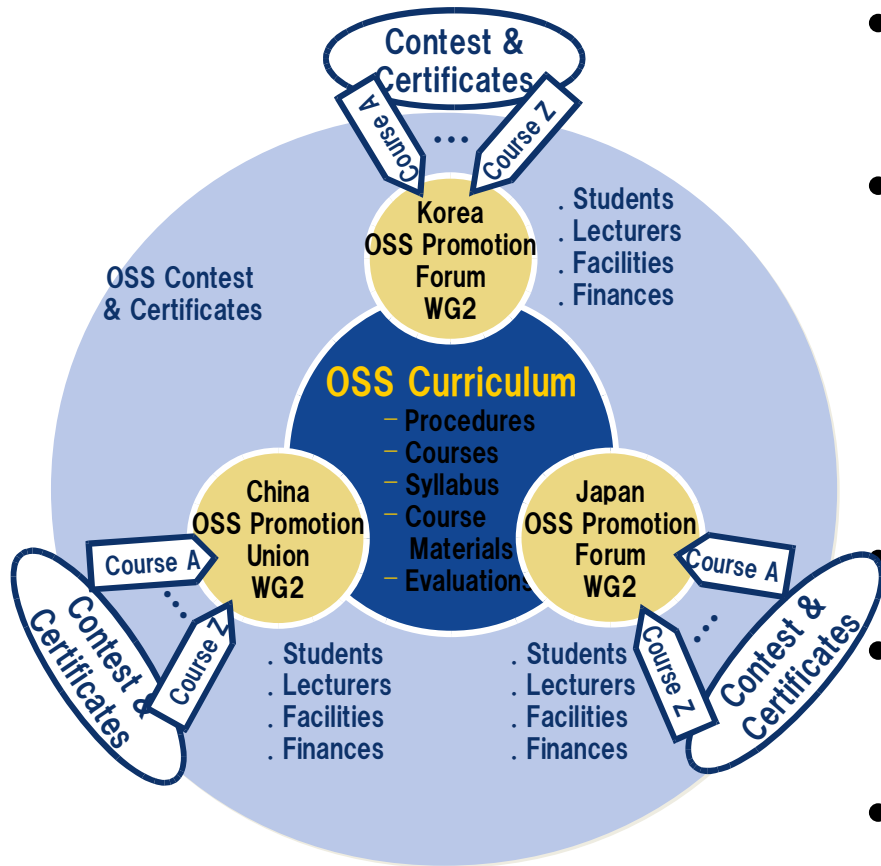 Contest &
Certificates
Course A
...
Course Z
Korea
OSS Promotion
Forum
WG2
. Students
. Lecturers
. Facilities
. Finances
OSS Contest
& Certificates
OSS Curriculum
– Procedures
– Courses
– Syllabus
– Course
Materials
– Evaluations
China
OSS Promotion
Union
WG2
Course A
....
Course Z
Contest &
Certificates
. Students
. Lecturers
. Facilities
. Finances
Japan
OSS Promotion
Forum
WG2
Course A
...
Course Z
Contest &
Certificates
. Students
. Lecturers
. Facilities
. Finances